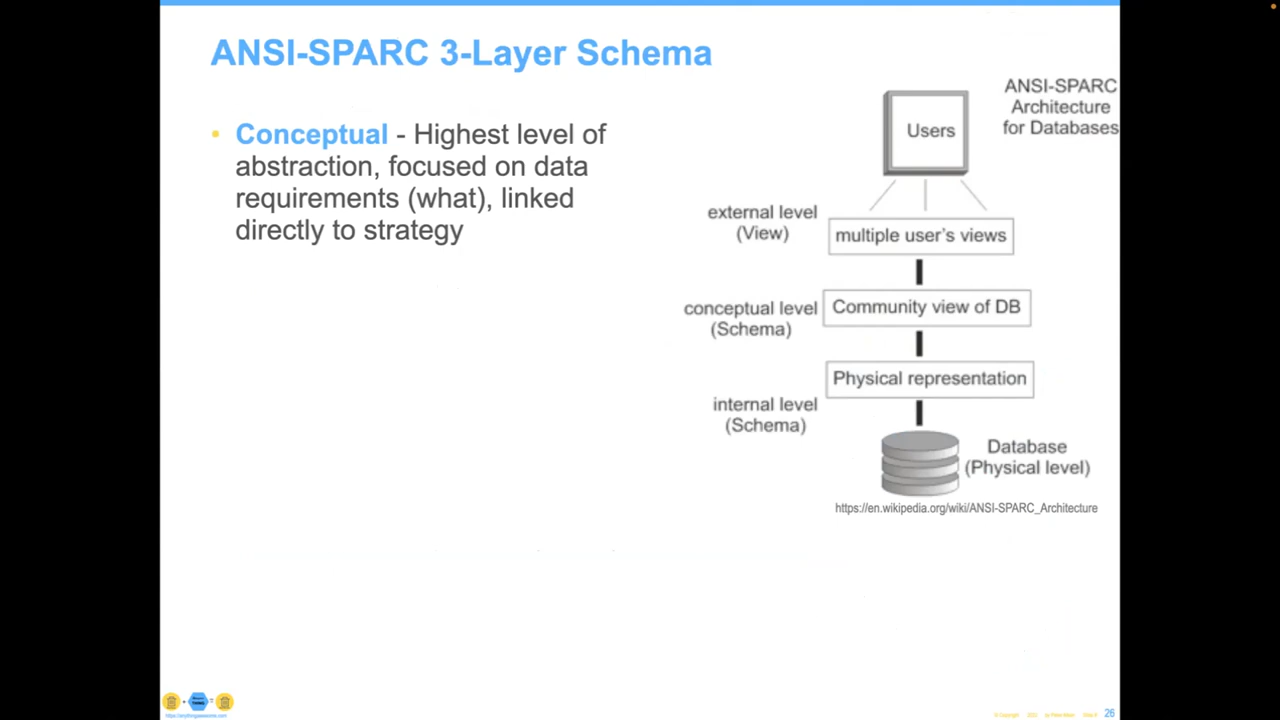 ANSI-SPARC 3-Layer Schema
• Conceptual - Highest level of
abstraction, focused on data
requirements (what), linked
directly to strategy
ANSI-SPARC
Architecture
for Databases
Users
external level
(View)
multiple user's views
conceptual level
(Schema)
Community view of DB
Physical representation
internal level
(Schema)
Database
(Physical level)
https://en.wikipedia.org/wiki/ANSI-SPARC_Architecture
26